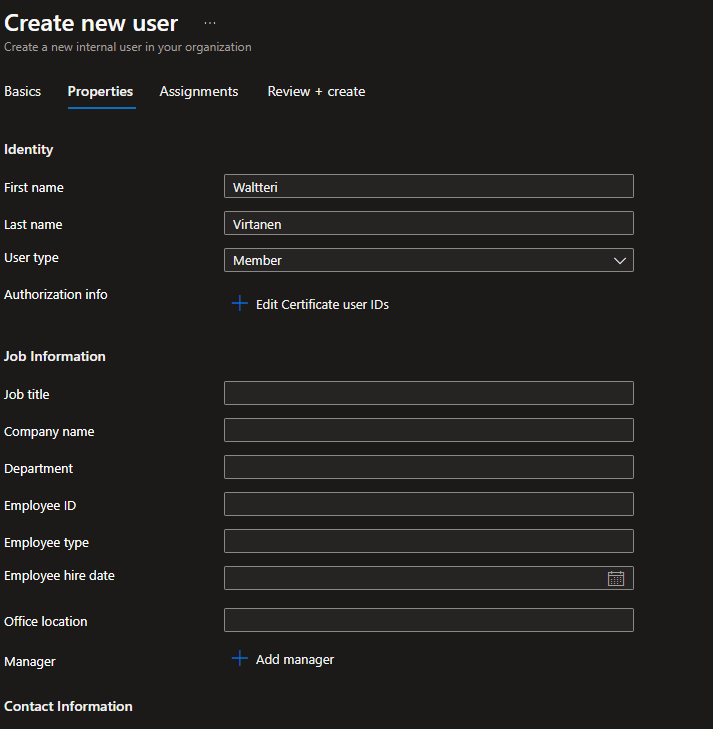 Create new user ...
Create a new internal user in your organization
Basics Properties Assignments Review + create
Identity
First name Waltteri
Last name Virtanen
User type Member
Authorization info + Edit Certificate user IDs
Job Information
Job title
Company name
Department
Employee ID
Employee type
Employee hire date
Office location
Manager + Add manager
Contact Information